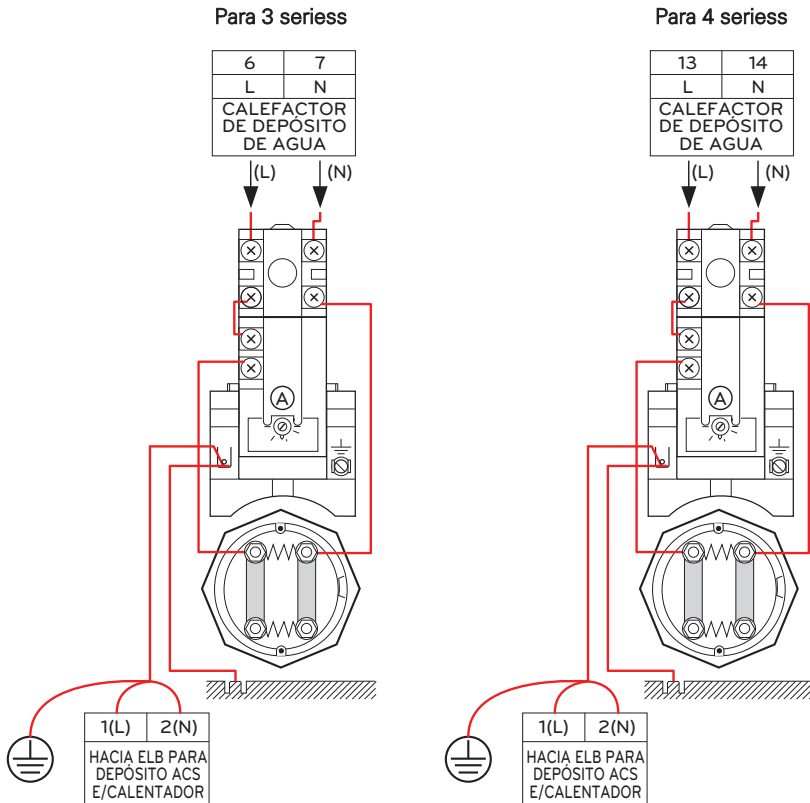 Para 3 seriess
6 7
L N
CALEFACTOR
DE DEPÓSITO
DE AGUA
(L) (N)
A
1(L) 2(N)
HACIA ELB PARA
DEPÓSITO ACS
E/CALENTADOR
Para 4 seriess
13 14
L N
CALEFACTOR
DE DEPÓSITO
DE AGUA
(L) (N)
A
1(L) 2(N)
HACIA ELB PARA
DEPÓSITO ACS
E/CALENTADOR